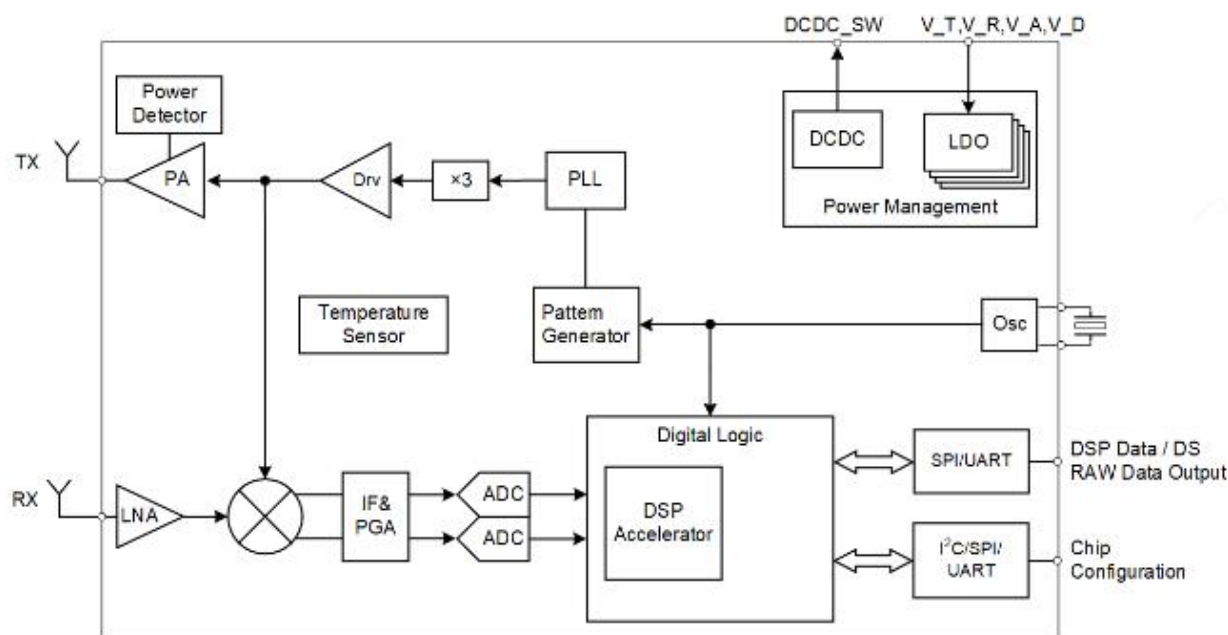 DCDC_SW
V_T,V_R,V_A,V_D
Power
Detector
DCDC
LDO
Power Management
TX
PA
Drv
×3
PLL
Temperature
Sensor
Pattern
Generator
Osc
Digital Logic
DSP
Accelerator
SPI/UART
DSP Data / DS
RAW Data Output
RX
LNA
IF&
PGA
ADC
ADC
I²C/SPI/
UART
Chip
Configuration